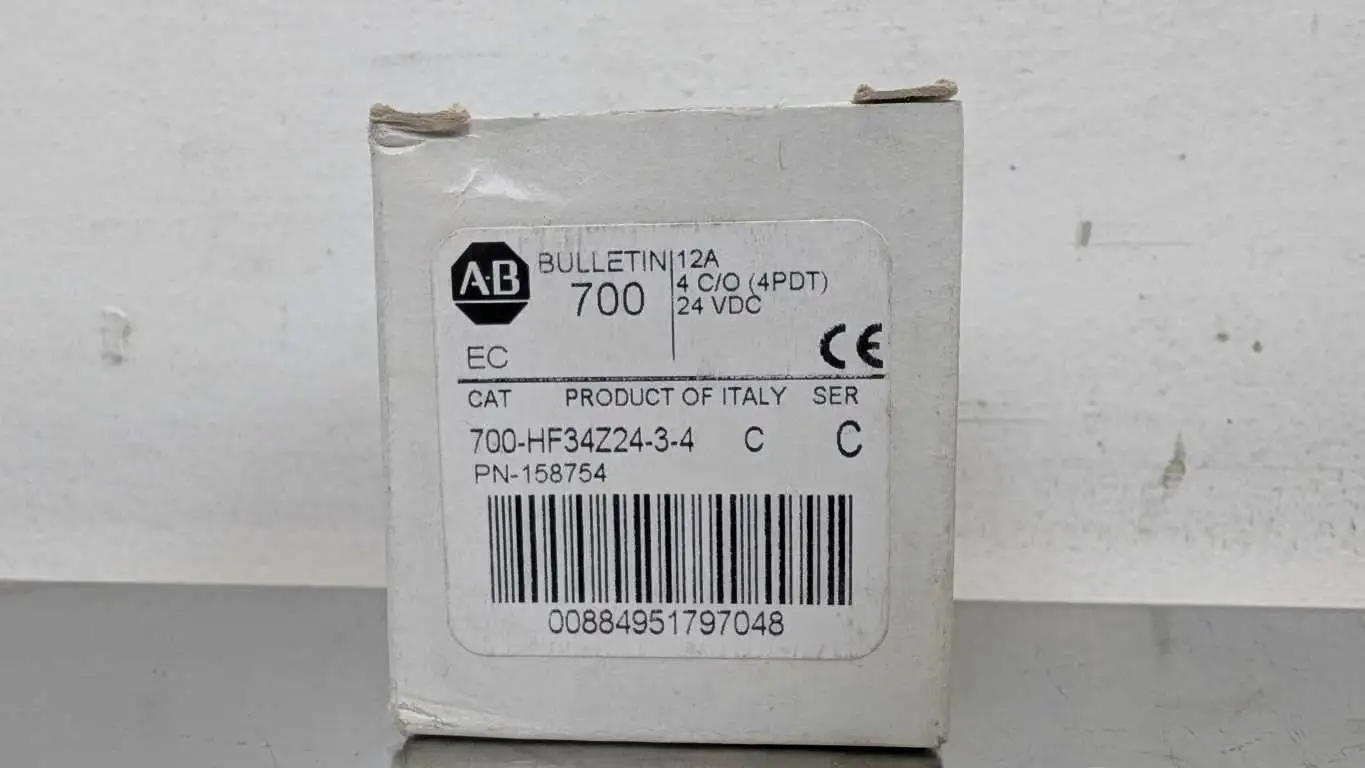 A-B
BULLETIN
700
12A
4 C/O (4PDT)
24 VDC
EC
CE
CAT PRODUCT OF ITALY SER
700-HF34Z24-3-4 C C
PN-158754
00884951797048